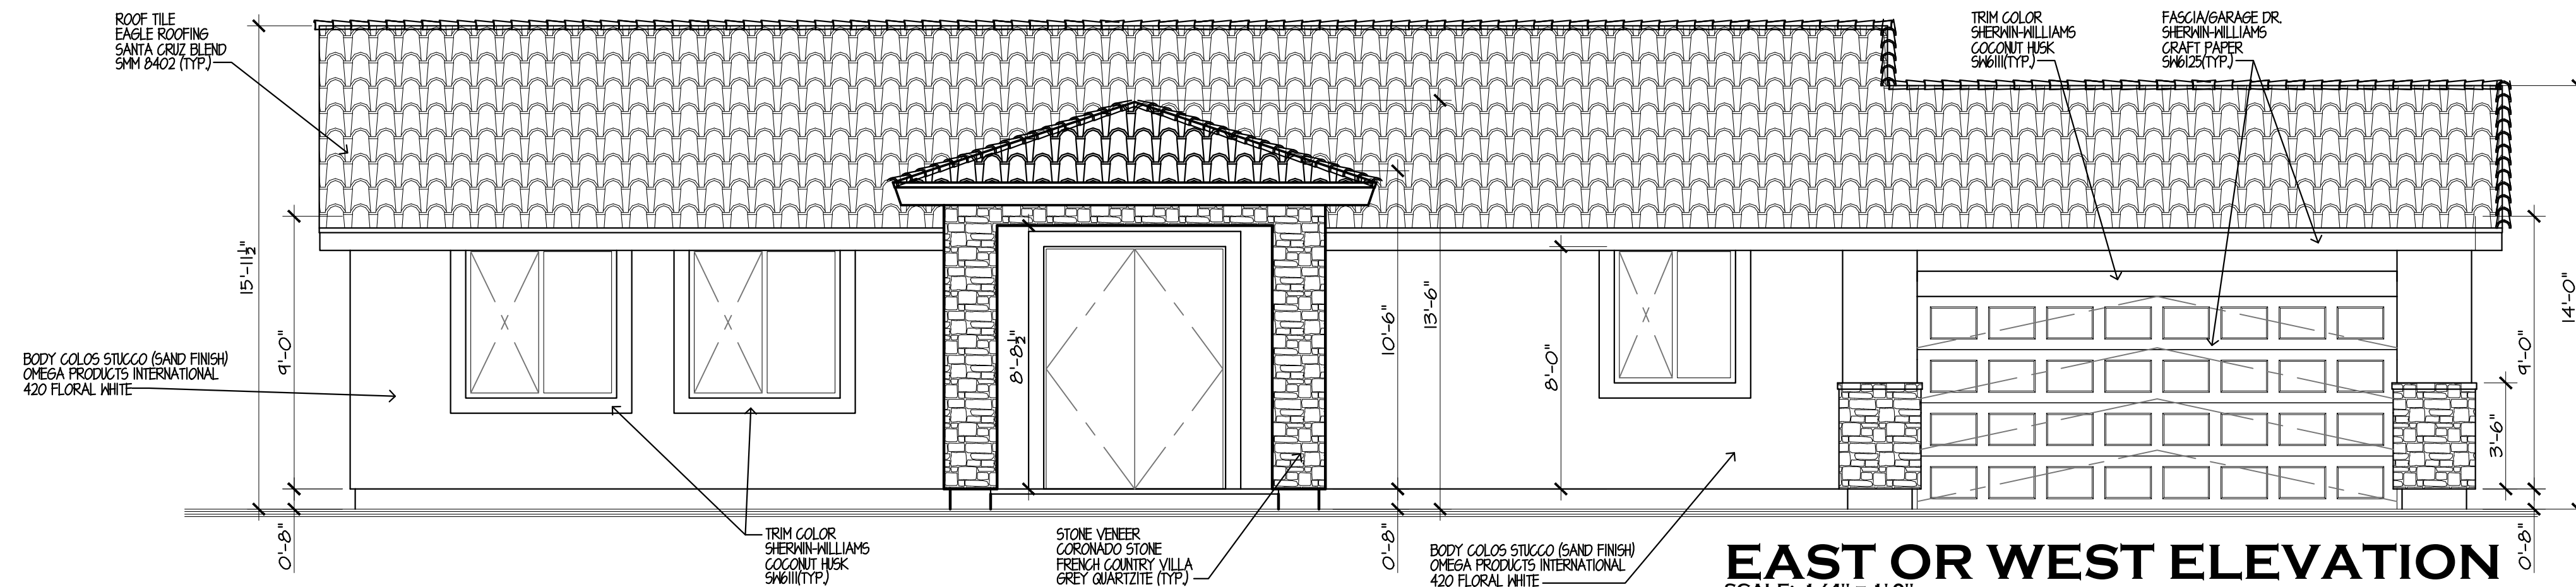 ROOF TILE
EAGLE ROOFING
SANTA CRUZ BLEND
SMM 8402 (TYP.)
TRIM COLOR
SHERWIN-WILLIAMS
COCONUT HUSK
SW6111(TYP.)
FASCIA/GARAGE DR.
SHERWIN-WILLIAMS
CRAFT PAPER
SW6125(TYP.)
15'-11½"
9'-0"
0'-8"
BODY COLOS STUCCO (SAND FINISH)
OMEGA PRODUCTS INTERNATIONAL
420 FLORAL WHITE
8'-8½"
10'-6"
13'-6"
0'-8"
8'-0"
3'-6"
9'-0"
14'-0"
0'-8"
TRIM COLOR
SHERWIN-WILLIAMS
COCONUT HUSK
SW6111(TYP.)
STONE VENEER
CORONADO STONE
FRENCH COUNTRY VILLA
GREY QUARTZITE (TYP.)
BODY COLOS STUCCO (SAND FINISH)
OMEGA PRODUCTS INTERNATIONAL
420 FLORAL WHITE
EAST OR WEST ELEVATION
SCALE: 1/4" = 1'-0"